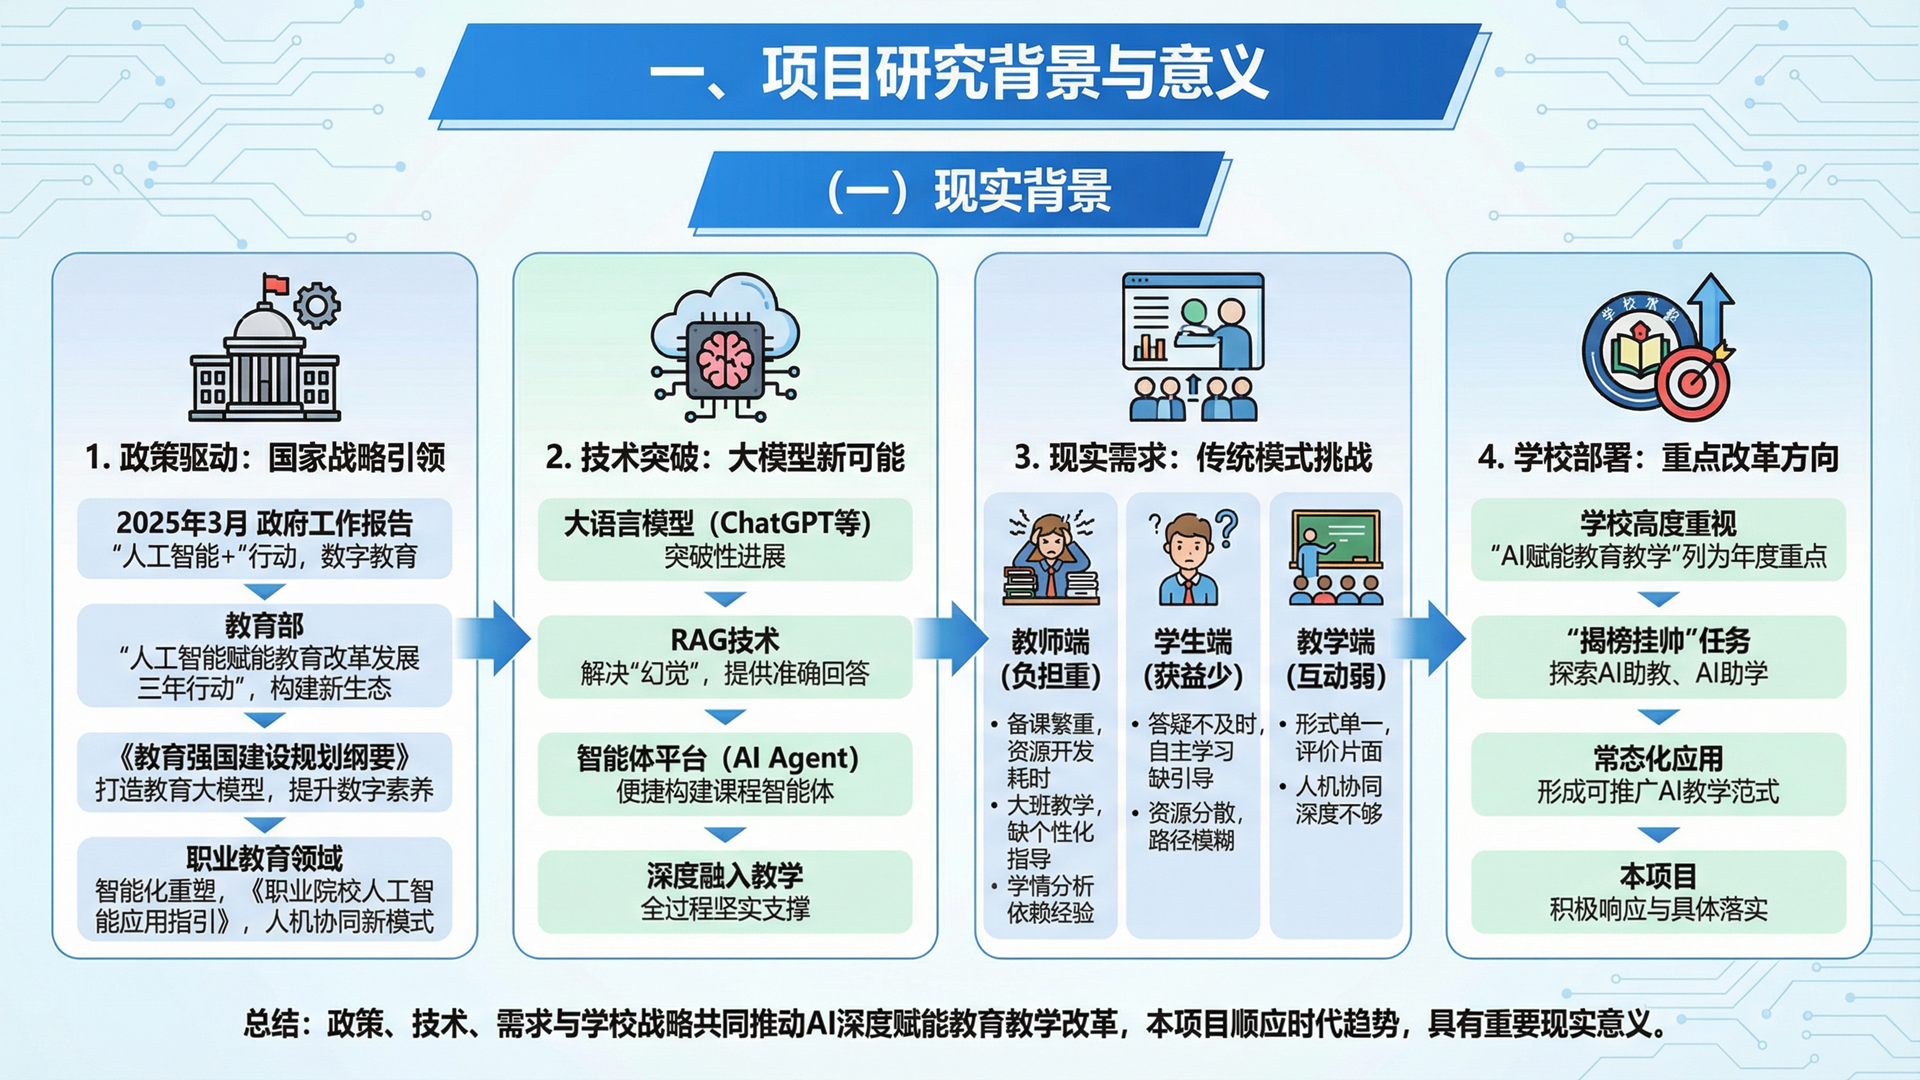 一、项目研究背景与意义
（一）现实背景
1. 政策驱动：国家战略引领
2025年3月 政府工作报告
“人工智能+“行动，数字教育
教育部
“人工智能赋能教育改革发展
三年行动”，构建新生态
《教育强国建设规划纲要》
打造教育大模型，提升数字素养
职业教育领域
智能化重塑，《职业院校人工智
能应用指引》，人机协同新模式
2. 技术突破：大模型新可能
大语言模型（ChatGPT等）
突破性进展
RAG技术
解决“幻觉”，提供准确回答
智能体平台（AI Agent）
便捷构建课程智能体
深度融入教学
全过程坚实支撑
3. 现实需求：传统模式挑战
教师端
（负担重）
• 备课繁重，
资源开发
耗时
• 大班教学，
缺个性化
指导
• 学情分析
依赖经验
? ?
学生端
（获益少）
• 答疑不及时，
自主学习
缺引导
• 资源分散，
路径模糊
教学端
（互动弱）
• 形式单一，
评价片面
• 人机协同
深度不够
学校
4. 学校部署：重点改革方向
学校高度重视
“AI赋能教育教学”列为年度重点
“揭榜挂帅”任务
探索AI助教、AI助学
常态化应用
形成可推广AI教学范式
本项目
积极响应与具体落实
总结：政策、技术、需求与学校战略共同推动AI深度赋能教育教学改革，本项目顺应时代趋势，具有重要现实意义。